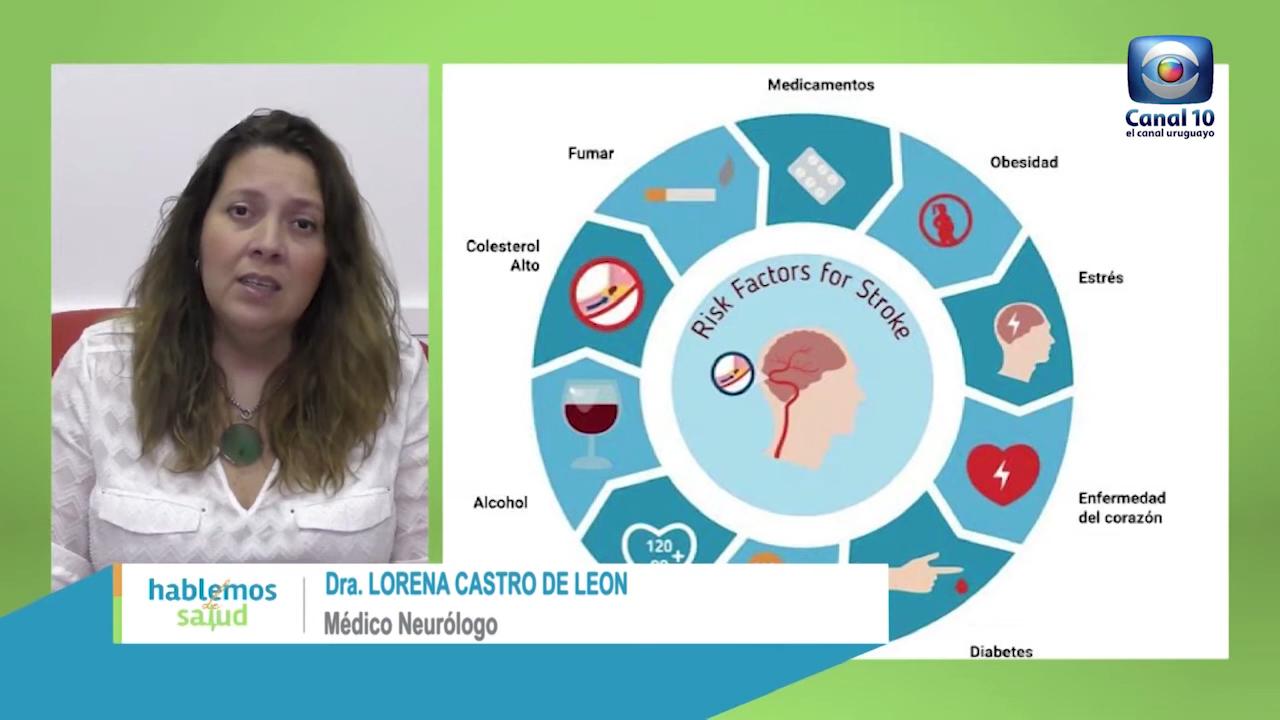 Canal 10
el canal uruguayo
Medicamentos
Fumar
Obesidad
Colesterol
Alto
Estrés
Risk Factors for Stroke
Alcohol
Enfermedad
del corazón
120
Diabetes
hablemos
de
salud
Dra. LORENA CASTRO DE LEON
Médico Neurólogo